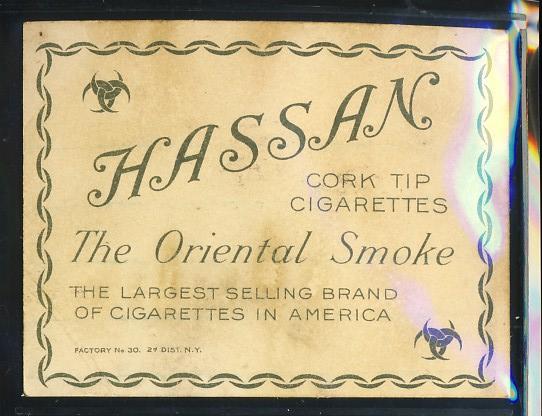 HASSAN
CORK TIP
CIGARETTES
The Oriental Smoke
THE LARGEST SELLING BRAND
OF CIGARETTES IN AMERICA
FACTORY No 30. 2d DIST. N.Y.